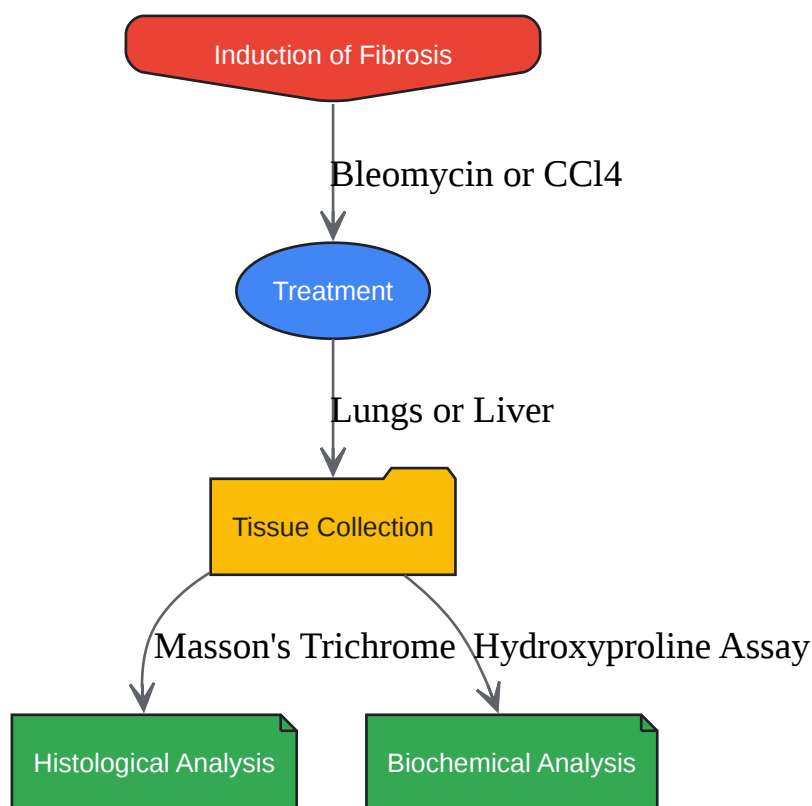 Induction of Fibrosis
Bleomycin or CCl4
Treatment
Lungs or Liver
Tissue Collection
Masson's Trichrome
Hydroxyproline Assay
Histological Analysis
Biochemical Analysis